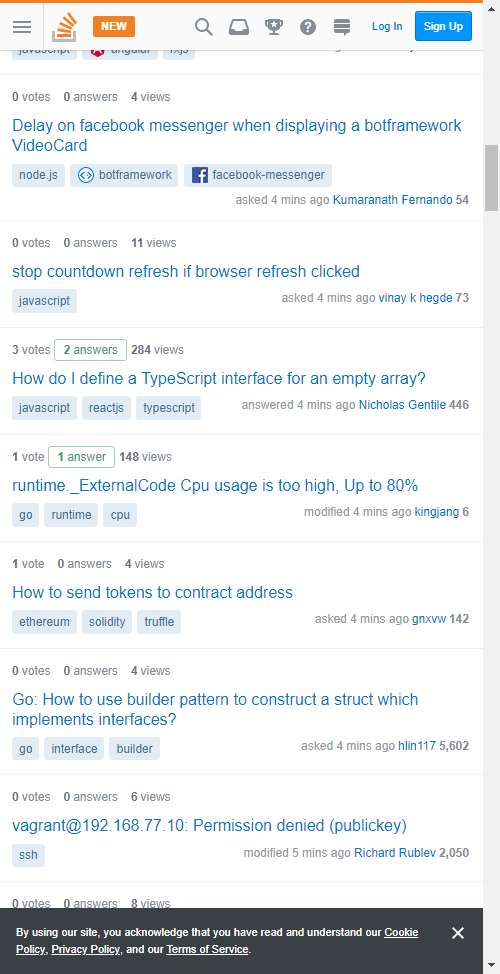 NEW
Log In
Sign Up
javascript angular rxjs
0 votes 0 answers 4 views
Delay on facebook messenger when displaying a botframework
VideoCard
node.js botframework facebook-messenger
asked 4 mins ago Kumaranath Fernando 54
0 votes 0 answers 11 views
stop countdown refresh if browser refresh clicked
javascript
asked 4 mins ago vinay k hegde 73
3 votes 2 answers 284 views
How do I define a TypeScript interface for an empty array?
javascript reactjs typescript
answered 4 mins ago Nicholas Gentile 446
1 vote 1 answer 148 views
runtime._ExternalCode Cpu usage is too high, Up to 80%
go runtime cpu
modified 4 mins ago kingjang 6
1 vote 0 answers 4 views
How to send tokens to contract address
ethereum solidity truffle
asked 4 mins ago gnxvw 142
0 votes 0 answers 4 views
Go: How to use builder pattern to construct a struct which
implements interfaces?
go interface builder
asked 4 mins ago hlin117 5,602
0 votes 0 answers 6 views
vagrant@192.168.77.10: Permission denied (publickey)
ssh
modified 5 mins ago Richard Rublev 2,050
0 votes 0 answers 8 views
By using our site, you acknowledge that you have read and understand our Cookie
Policy, Privacy Policy, and our Terms of Service.